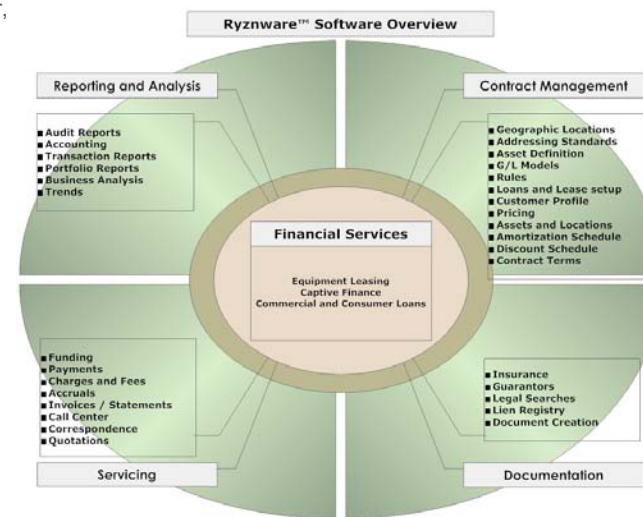 Ryznware™ Software Overview
Reporting and Analysis
■ Audit Reports
■ Accounting
■ Transaction Reports
■ Portfolio Reports
■ Business Analysis
■ Trends
Contract Management
■ Geographic Locations
■ Addressing Standards
■ Asset Definition
■ G/L Models
■ Rules
■ Loans and Lease setup
■ Customer Profile
■ Pricing
■ Assets and Locations
■ Amortization Schedule
■ Discount Schedule
■ Contract Terms
Financial Services
Equipment Leasing
Captive Finance
Commercial and Consumer Loans
■ Funding
■ Payments
■ Charges and Fees
■ Accruals
■ Invoices / Statements
■ Call Center
■ Correspondence
■ Quotations
Servicing
■ Insurance
■ Guarantors
■ Legal Searches
■ Lien Registry
■ Document Creation
Documentation